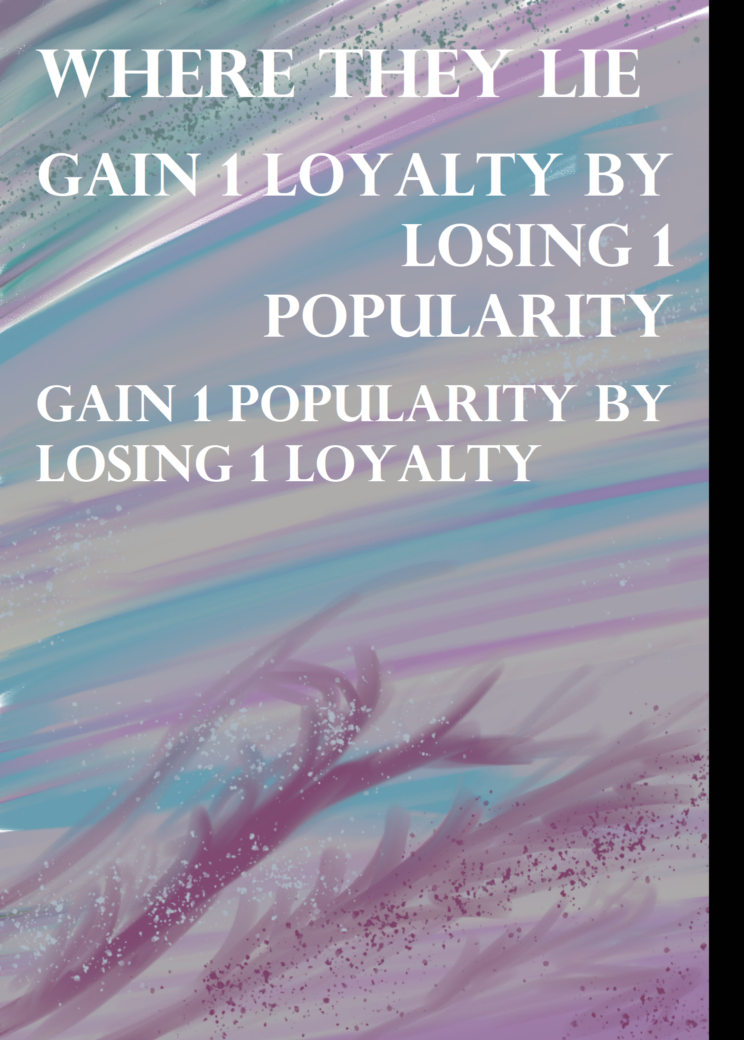 WHERE THEY LIE
GAIN 1 LOYALTY BY
LOSING 1
POPULARITY
GAIN 1 POPULARITY BY
LOSING 1 LOYALTY